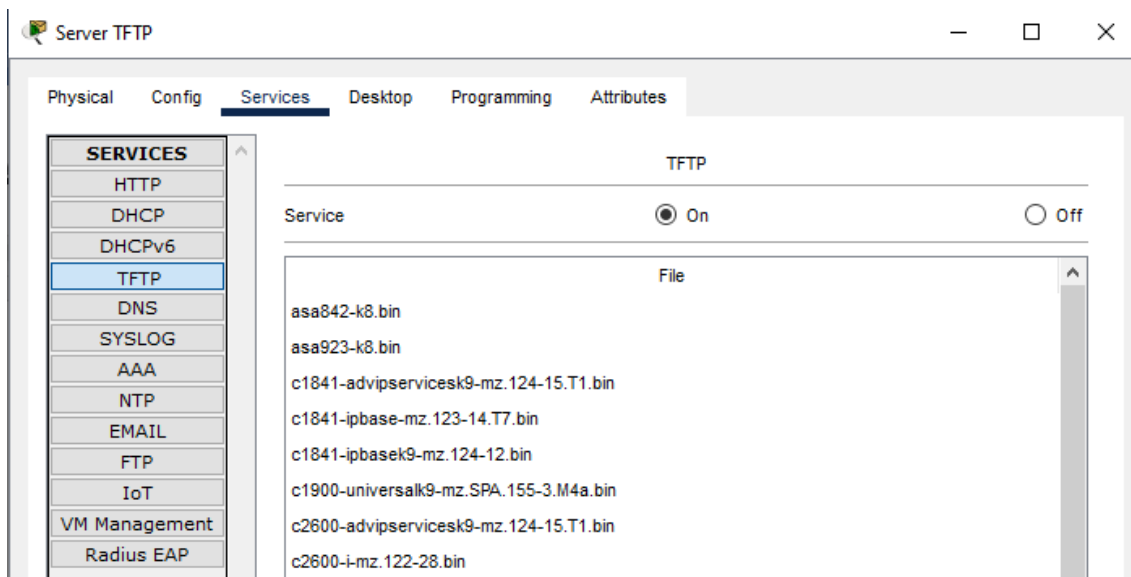 Server TFTP
Physical Config Services Desktop Programming Attributes
SERVICES
HTTP
DHCP
DHCPv6
TFTP
DNS
SYSLOG
AAA
NTP
EMAIL
FTP
IoT
VM Management
Radius EAP
TFTP
Service On Off
File
asa842-k8.bin
asa923-k8.bin
c1841-advipservicesk9-mz.124-15.T1.bin
c1841-ipbase-mz.123-14.T7.bin
c1841-ipbasek9-mz.124-12.bin
c1900-universalk9-mz.SPA.155-3.M4a.bin
c2600-advipservicesk9-mz.124-15.T1.bin
c2600-i-mz.122-28.bin